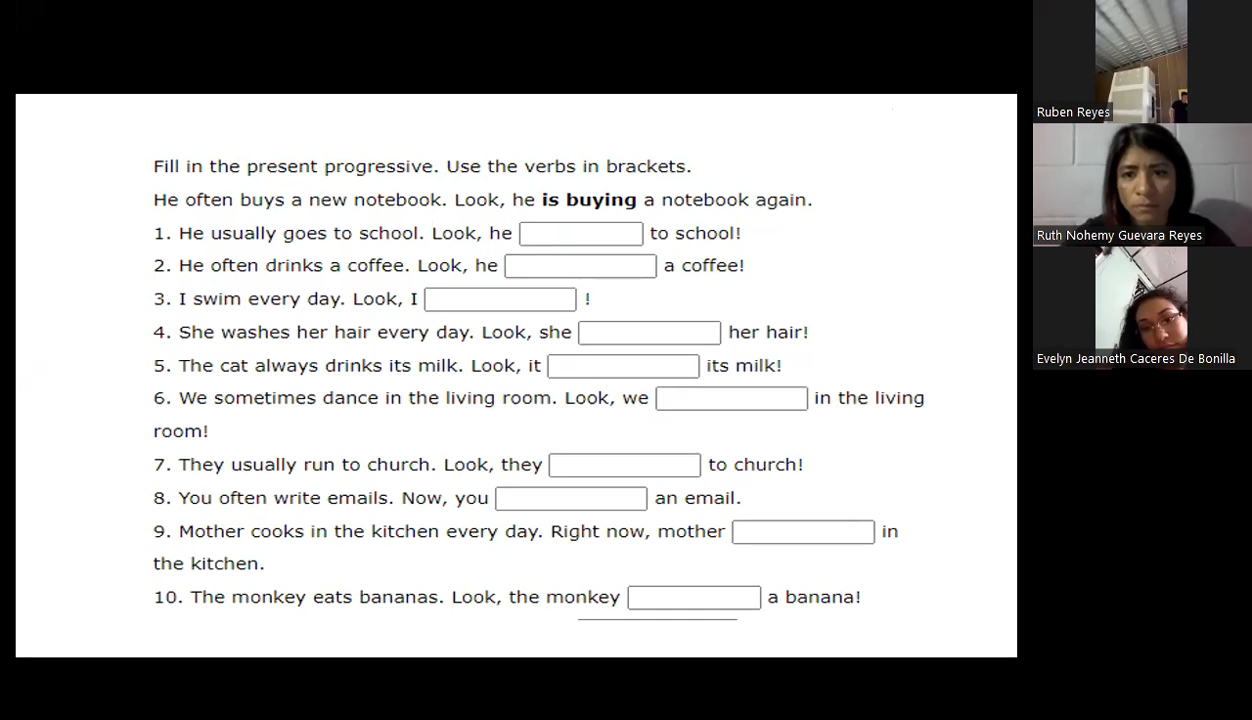 Fill in the present progressive. Use the verbs in brackets.
He often buys a new notebook. Look, he is buying a notebook again.
1. He usually goes to school. Look, he to school!
2. He often drinks a coffee. Look, he a coffee!
3. I swim every day. Look, I !
4. She washes her hair every day. Look, she her hair!
5. The cat always drinks its milk. Look, it its milk!
6. We sometimes dance in the living room. Look, we in the living
room!
7. They usually run to church. Look, they to church!
8. You often write emails. Now, you an email.
9. Mother cooks in the kitchen every day. Right now, mother in
the kitchen.
10. The monkey eats bananas. Look, the monkey a banana!
Ruben Reyes
Ruth Nohemy Guevara Reyes
Evelyn Jeanneth Caceres De Bonilla